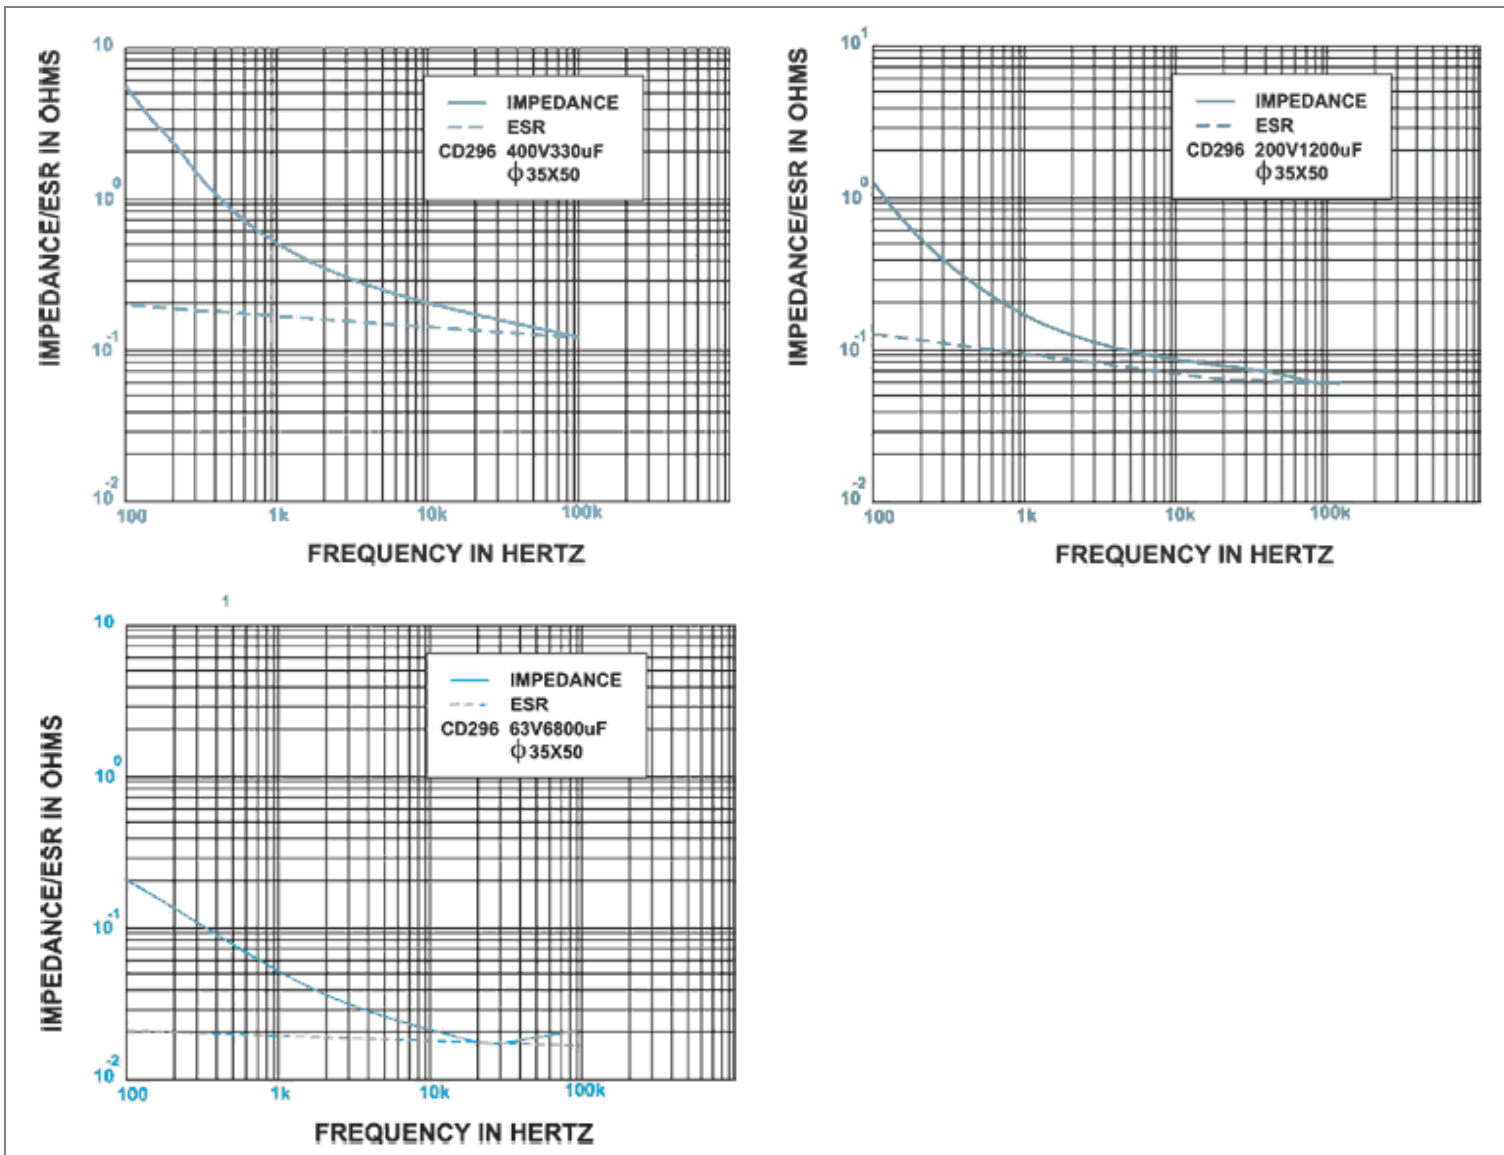 IMPEDANCE/ESR IN OHMS
10
10⁰
10⁻¹
10⁻²
IMPEDANCE
ESR
CD296 400V330uF
ϕ35X50
100 1k 10k 100k
FREQUENCY IN HERTZ
IMPEDANCE/ESR IN OHMS
10¹
10⁰
10⁻¹
10⁻²
IMPEDANCE
ESR
CD296 200V1200uF
ϕ35X50
100 1k 10k 100k
FREQUENCY IN HERTZ
1
IMPEDANCE/ESR IN OHMS
10
10⁰
10⁻¹
10⁻²
IMPEDANCE
ESR
CD296 63V6800uF
ϕ35X50
100 1k 10k 100k
FREQUENCY IN HERTZ